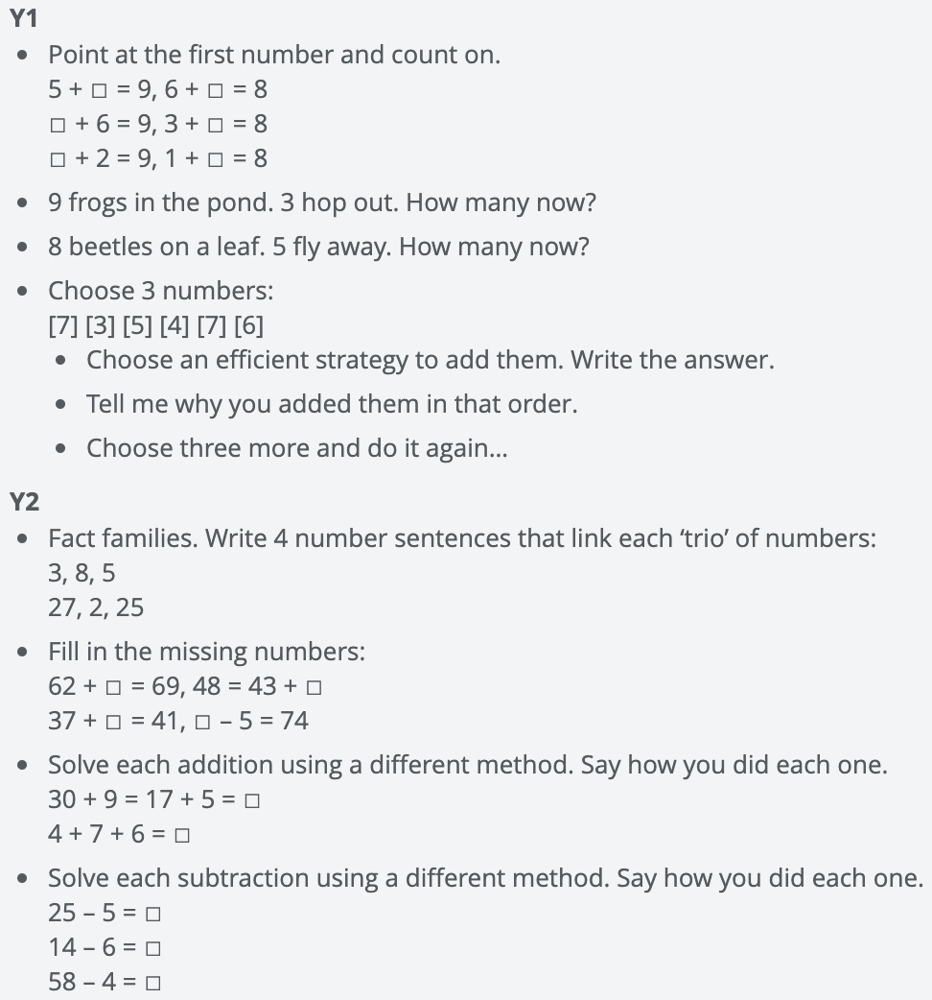 Y1
• Point at the first number and count on.
5 + □ = 9, 6 + □ = 8
□ + 6 = 9, 3 + □ = 8
□ + 2 = 9, 1 + □ = 8
• 9 frogs in the pond. 3 hop out. How many now?
• 8 beetles on a leaf. 5 fly away. How many now?
• Choose 3 numbers:
[7] [3] [5] [4] [7] [6]
• Choose an efficient strategy to add them. Write the answer.
• Tell me why you added them in that order.
• Choose three more and do it again...
Y2
• Fact families. Write 4 number sentences that link each ‘trio’ of numbers:
3, 8, 5
27, 2, 25
• Fill in the missing numbers:
62 + □ = 69, 48 = 43 + □
37 + □ = 41, □ – 5 = 74
• Solve each addition using a different method. Say how you did each one.
30 + 9 = 17 + 5 = □
4 + 7 + 6 = □
• Solve each subtraction using a different method. Say how you did each one.
25 – 5 = □
14 – 6 = □
58 – 4 = □